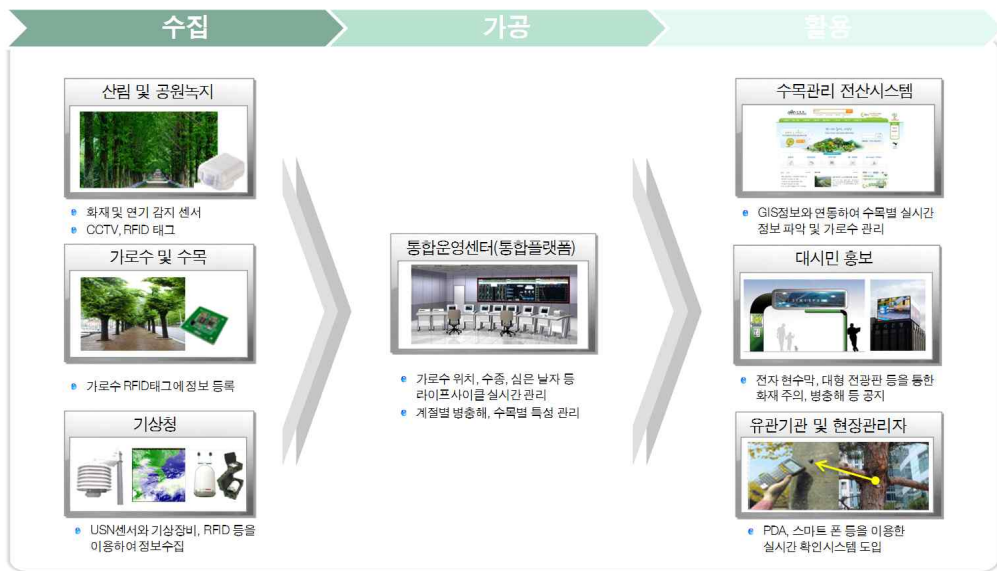 수집
가공
활용
산림 및 공원녹지
화재 및 연기 감지 센서
CCTV, RFID 태그
가로수 및 수목
가로수 RFID태그에 정보 등록
기상청
USN센서와 기상장비, RFID 등을
이용하여 정보수집
통합운영센터(통합플랫폼)
가로수 위치, 수종, 심은 날자 등
라이프사이클 실시간 관리
계절별 병충해, 수목별 특성 관리
수목관리 전산시스템
GIS정보와 연동하여 수목별 실시간
정보 파악 및 가로수 관리
대시민 홍보
전자 현수막, 대형 전광판 등을 통한
화재 주의, 병충해 등 공지
유관기관 및 현장관리자
PDA, 스마트 폰 등을 이용한
실시간 확인시스템 도입